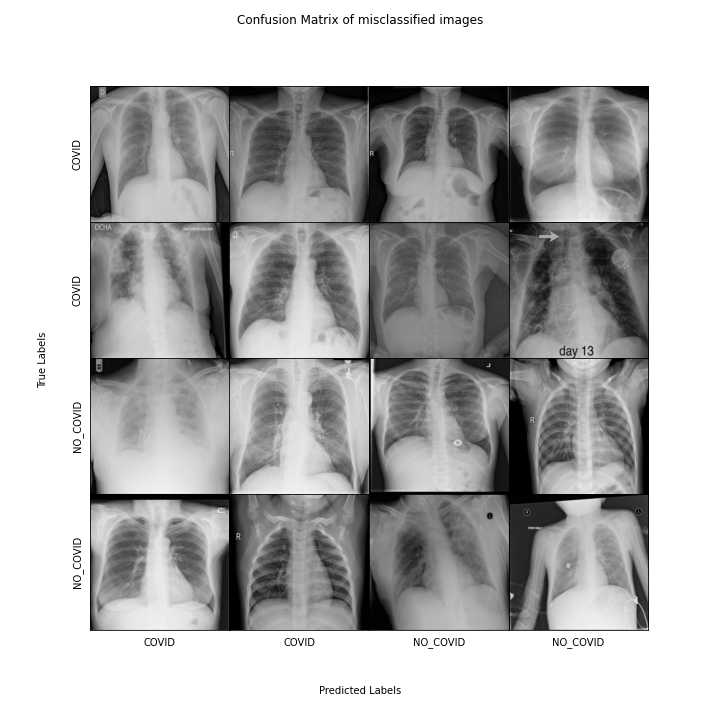 Confusion Matrix of misclassified images
COVID
R
R
COVID
DCHA
day 13
True Labels
NO_COVID
R
NO_COVID
R
COVID
COVID
NO_COVID
NO_COVID
Predicted Labels